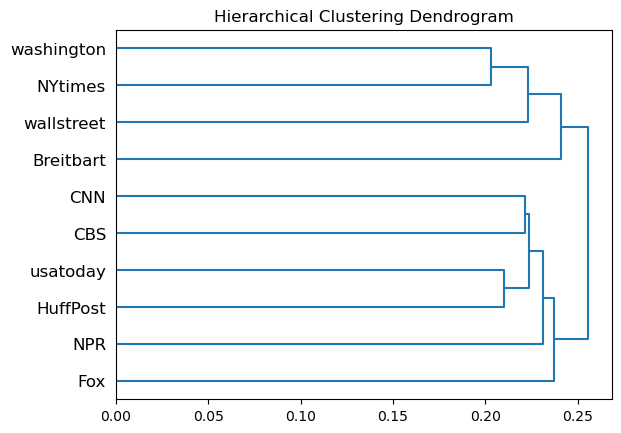 Hierarchical Clustering Dendrogram
washington
NYtimes
wallstreet
Breitbart
CNN
CBS
usatoday
HuffPost
NPR
Fox
0.00 0.05 0.10 0.15 0.20 0.25